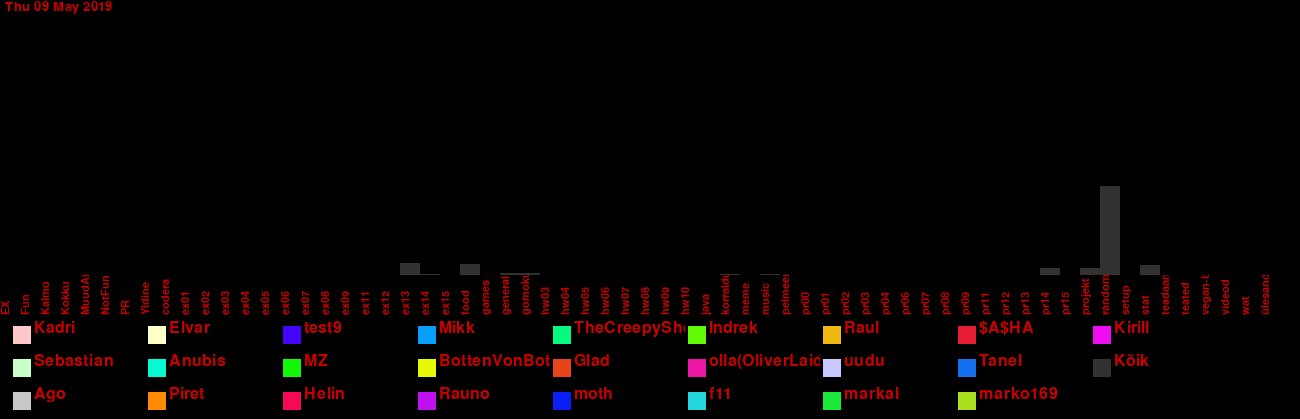 Thu 09 May 2019
EX
Fun
Kalmo
Kokku
MuudAi
NotFun
PR
Yldine
codera
ex01
ex02
ex03
ex04
ex05
ex06
ex07
ex08
ex09
ex11
ex12
ex13
ex14
ex15
food
games
general
gomoku
hw03
hw04
hw05
hw06
hw07
hw08
hw09
hw10
java
korraldu
meme
music
pelmeen
pr00
pr01
pr02
pr03
pr04
pr06
pr07
pr08
pr09
pr11
pr12
pr13
pr14
pr15
projekt
random
setup
stat
teadaan
teated
vegan-t
videod
wat
ülesand
Kadri Elvar test9 Mikk TheCreepyShe Indrek Raul $A$HA Kirill
Sebastian Anubis MZ BottenVonBot Glad olla(OliverLaid uudu Tanel Kõik
Ago Piret Helin Rauno moth f11 markal marko169